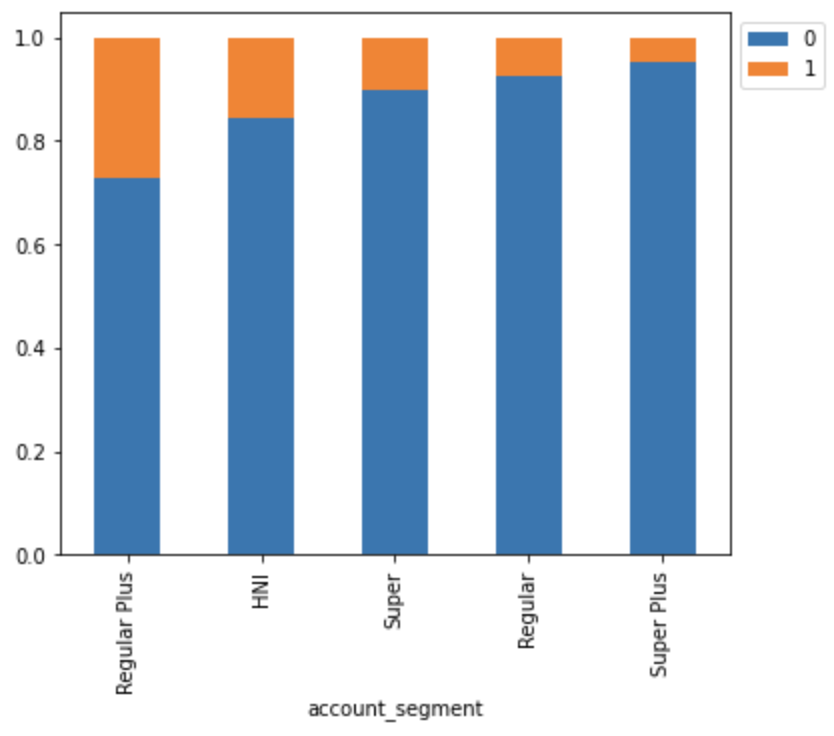 1.0
0.8
0.6
0.4
0.2
0.0
0
1
Regular Plus
HNI
Super
Regular
Super Plus
account_segment